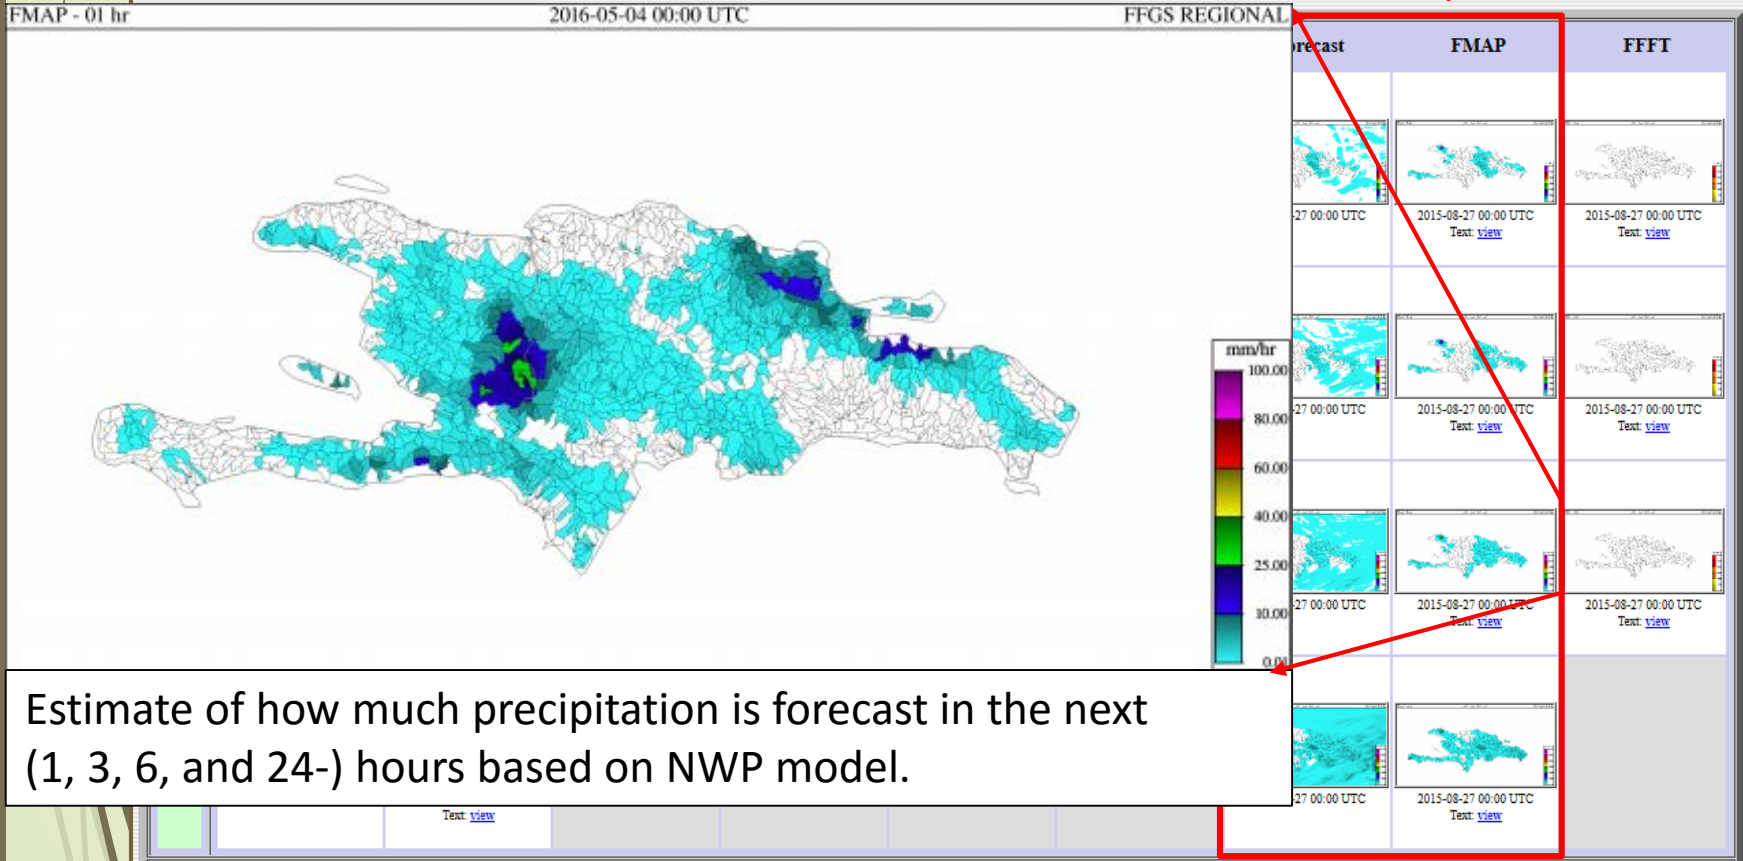 FMAP - 01 hr 2016-05-04 00:00 UTC FFGS REGIONAL
mm/hr
100.00
80.00
60.00
40.00
25.00
10.00
0.01
Estimate of how much precipitation is forecast in the next
(1, 3, 6, and 24-) hours based on NWP model.
Text: view
recast FMAP FFFT
-27 00:00 UTC 2015-08-27 00:00 UTC 2015-08-27 00:00 UTC
Text: view Text: view
-27 00:00 UTC 2015-08-27 00:00 UTC 2015-08-27 00:00 UTC
Text: view Text: view
-27 00:00 UTC 2015-08-27 00:00 UTC 2015-08-27 00:00 UTC
Text: view Text: view
-27 00:00 UTC 2015-08-27 00:00 UTC
Text: view